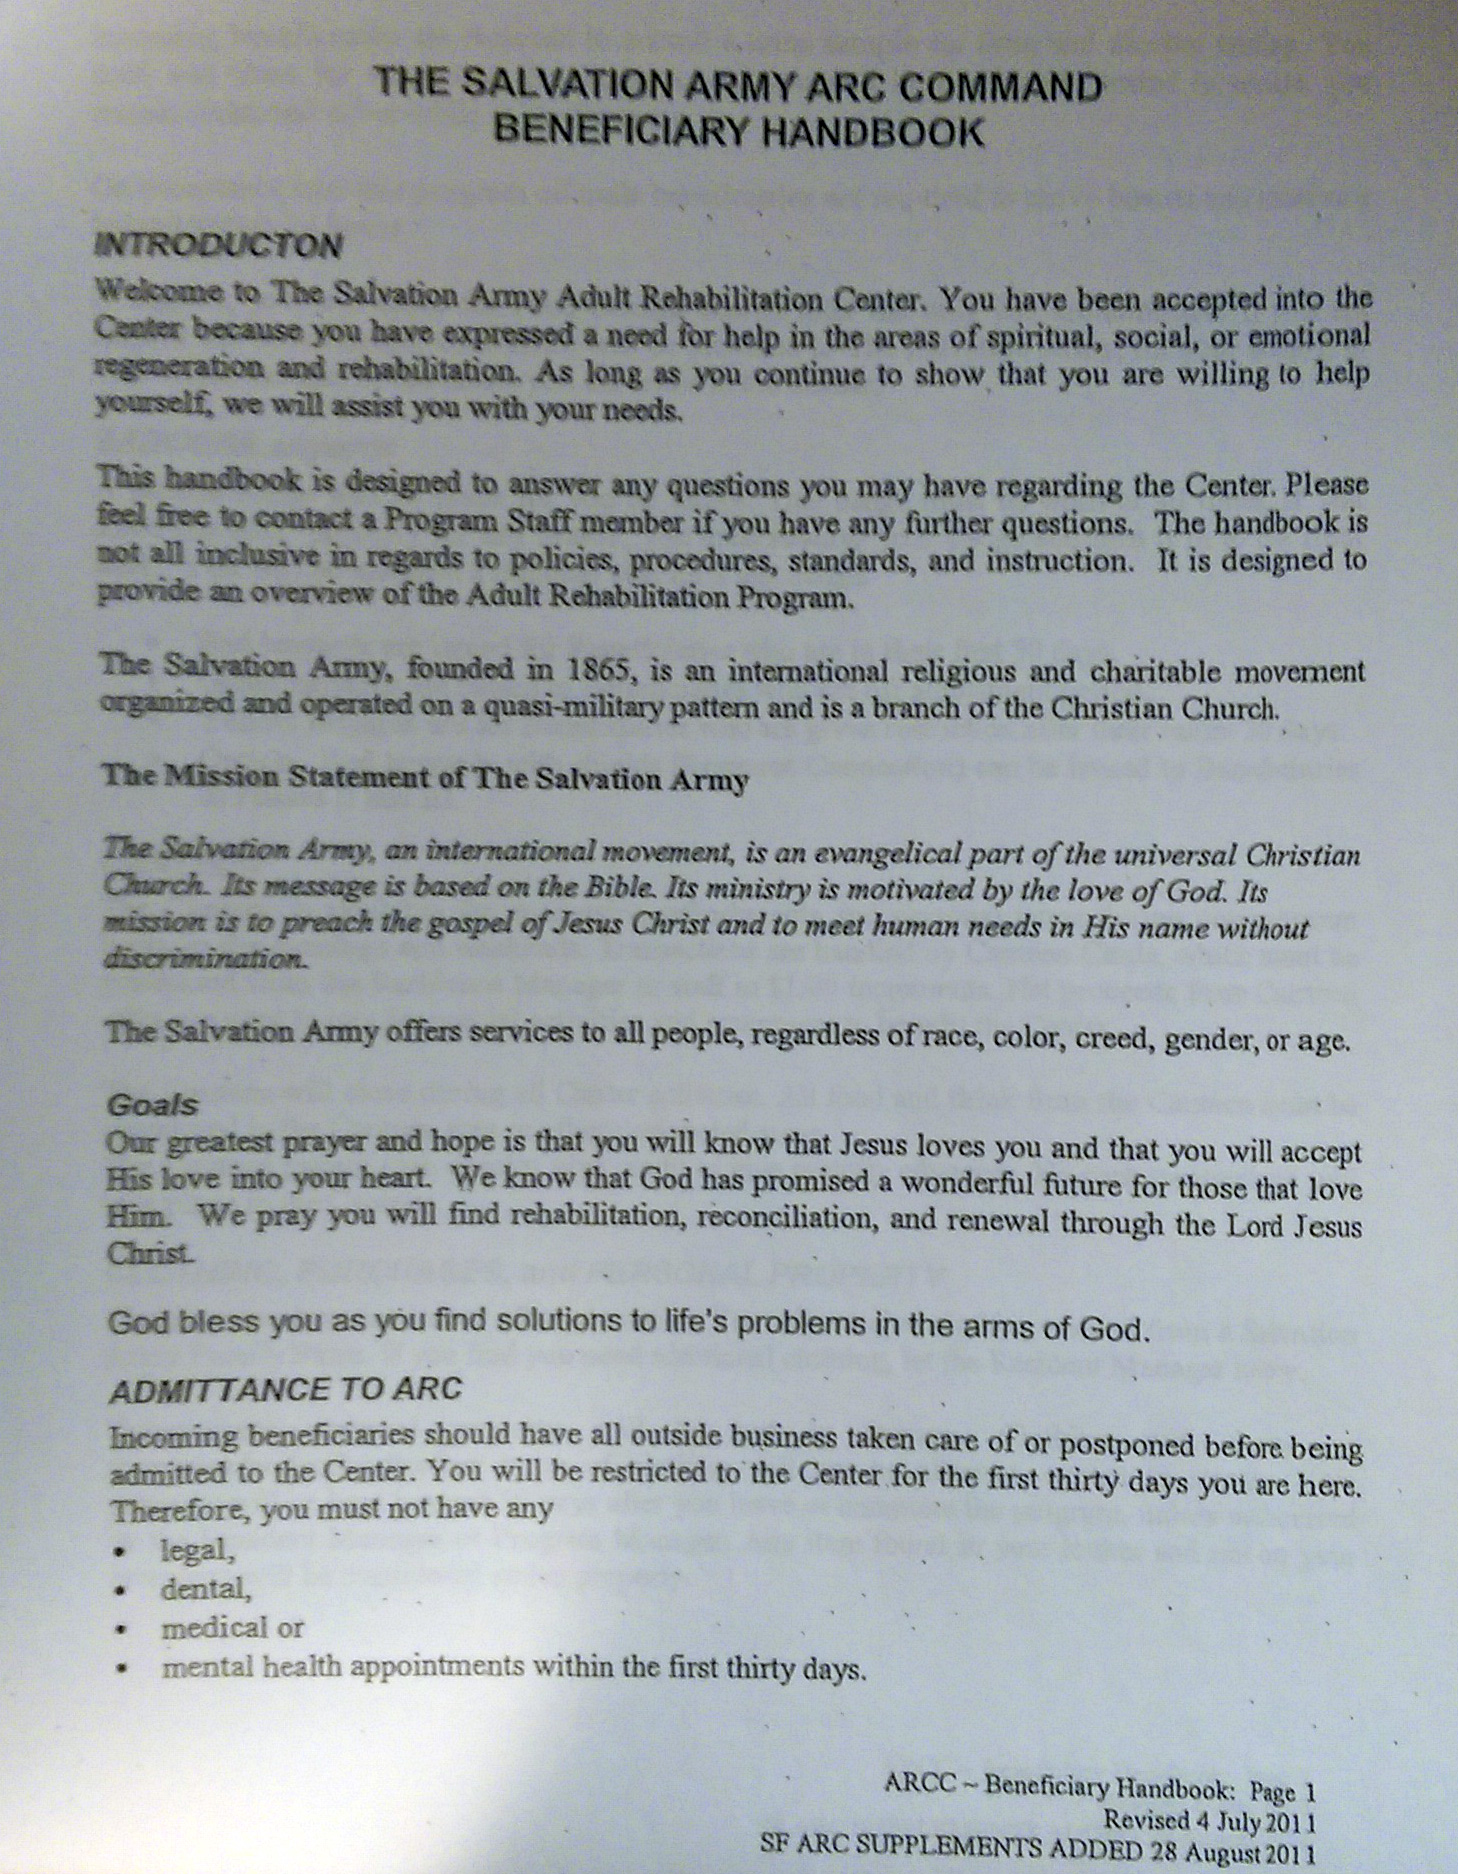 THE SALVATION ARMY ARC COMMAND
BENEFICIARY HANDBOOK
INTRODUCTON
Welcome to The Salvation Army Adult Rehabilitation Center. You have been accepted into the
Center because you have expressed a need for help in the areas of spiritual, social, or emotional
regeneration and rehabilitation. As long as you continue to show that you are willing to help
yourself, we will assist you with your needs.
This handbook is designed to answer any questions you may have regarding the Center. Please
feel free to contact a Program Staff member if you have any further questions. The handbook is
not all inclusive in regards to policies, procedures, standards, and instruction. It is designed to
provide an overview of the Adult Rehabilitation Program.
The Salvation Army, founded in 1865, is an international religious and charitable movement
organized and operated on a quasi-military pattern and is a branch of the Christian Church.
The Mission Statement of The Salvation Army
The Salvation Army, an international movement, is an evangelical part of the universal Christian
Church. Its message is based on the Bible. Its ministry is motivated by the love of God. Its
mission is to preach the gospel of Jesus Christ and to meet human needs in His name without
discrimination.
The Salvation Army offers services to all people, regardless of race, color, creed, gender, or age.
Goals
Our greatest prayer and hope is that you will know that Jesus loves you and that you will accept
His love into your heart. We know that God has promised a wonderful future for those that love
Him. We pray you will find rehabilitation, reconciliation, and renewal through the Lord Jesus
Christ.
God bless you as you find solutions to life's problems in the arms of God.
ADMITTANCE TO ARC
Incoming beneficiaries should have all outside business taken care of or postponed before being
admitted to the Center. You will be restricted to the Center for the first thirty days you are here.
Therefore, you must not have any
• legal,
• dental,
• medical or
• mental health appointments within the first thirty days.
ARCC ~ Beneficiary Handbook: Page 1
Revised 4 July 2011
SF ARC SUPPLEMENTS ADDED 28 August 2011